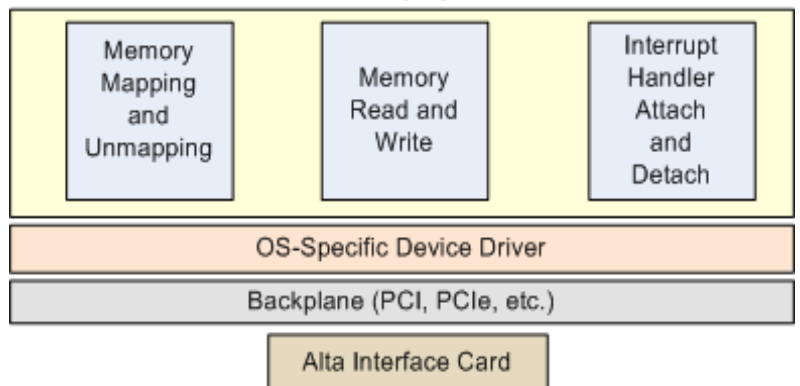 Memory
Mapping
and
Unmapping
Memory
Read and
Write
Interrupt
Handler
Attach
and
Detach
OS-Specific Device Driver
Backplane (PCI, PCIe, etc.)
Alta Interface Card